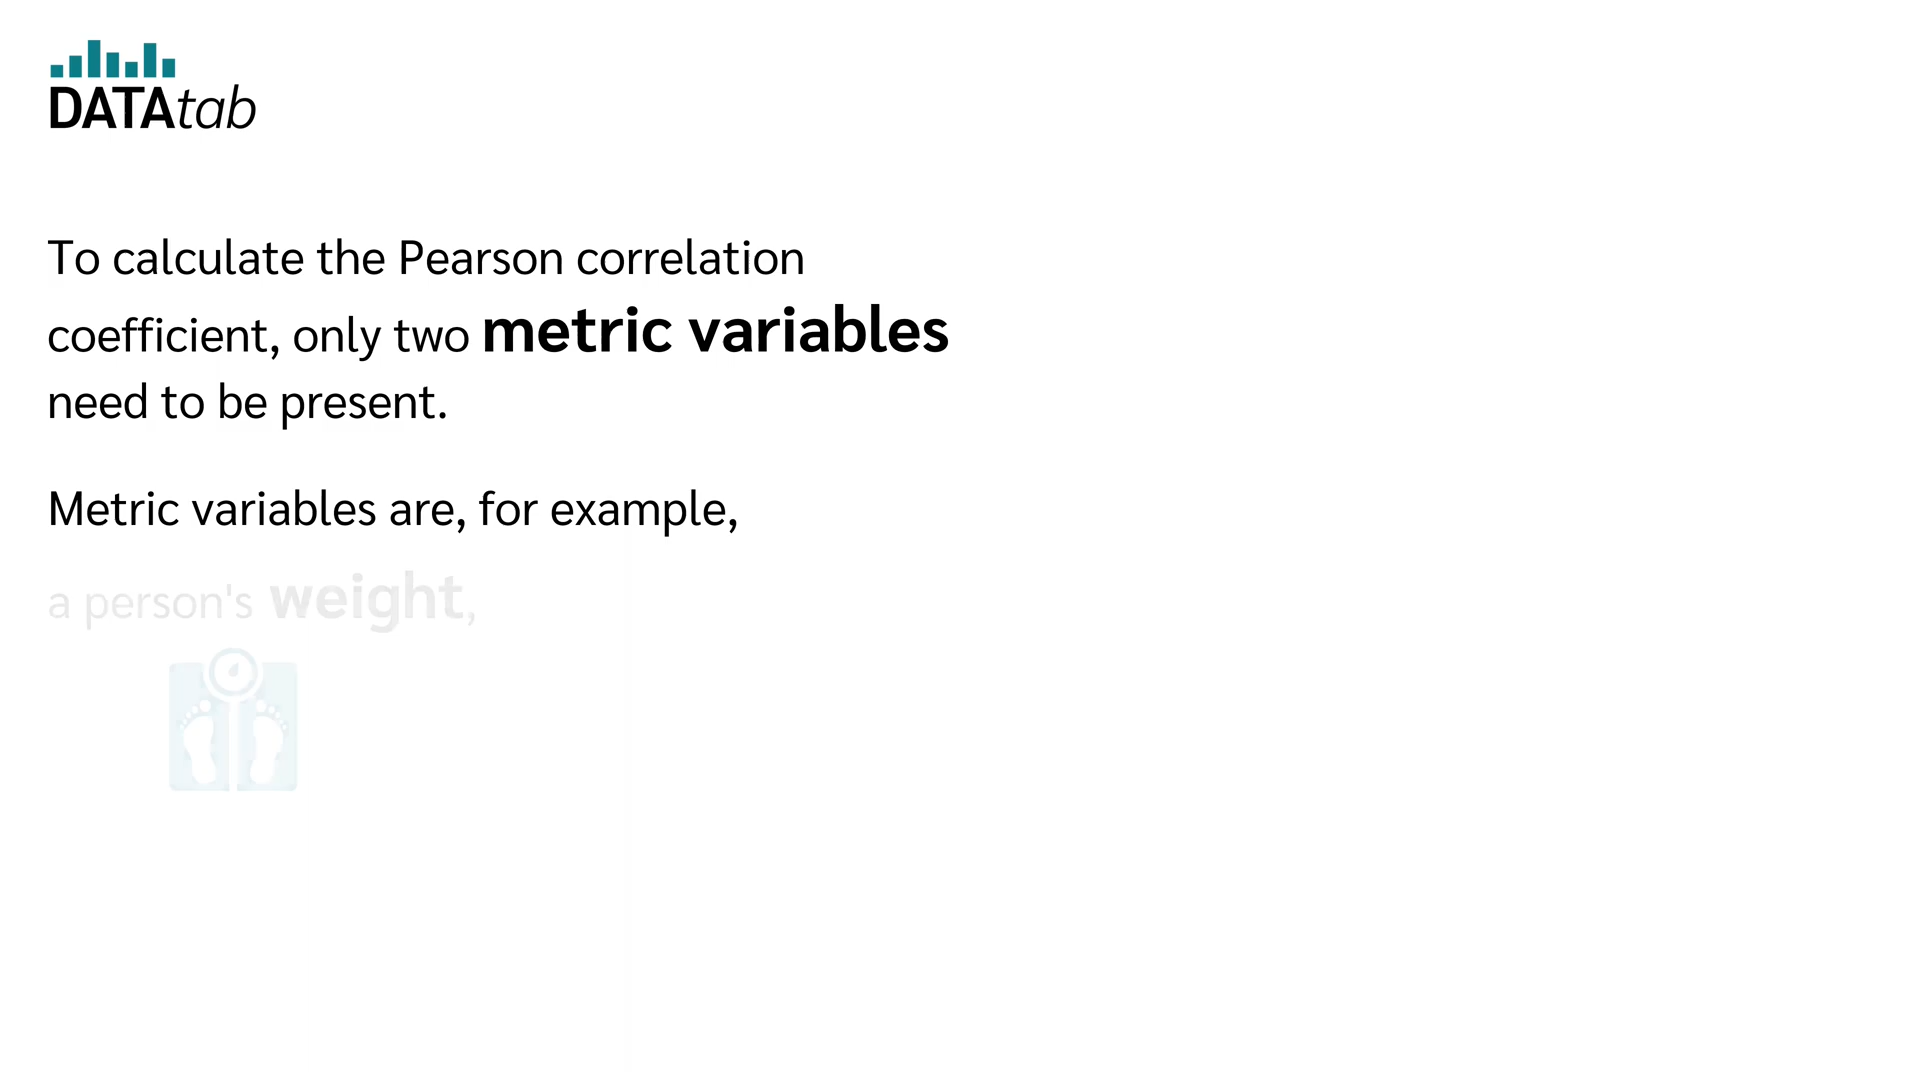 DATAtab
To calculate the Pearson correlation
coefficient, only two metric variables
need to be present.
Metric variables are, for example,
a person's weight,